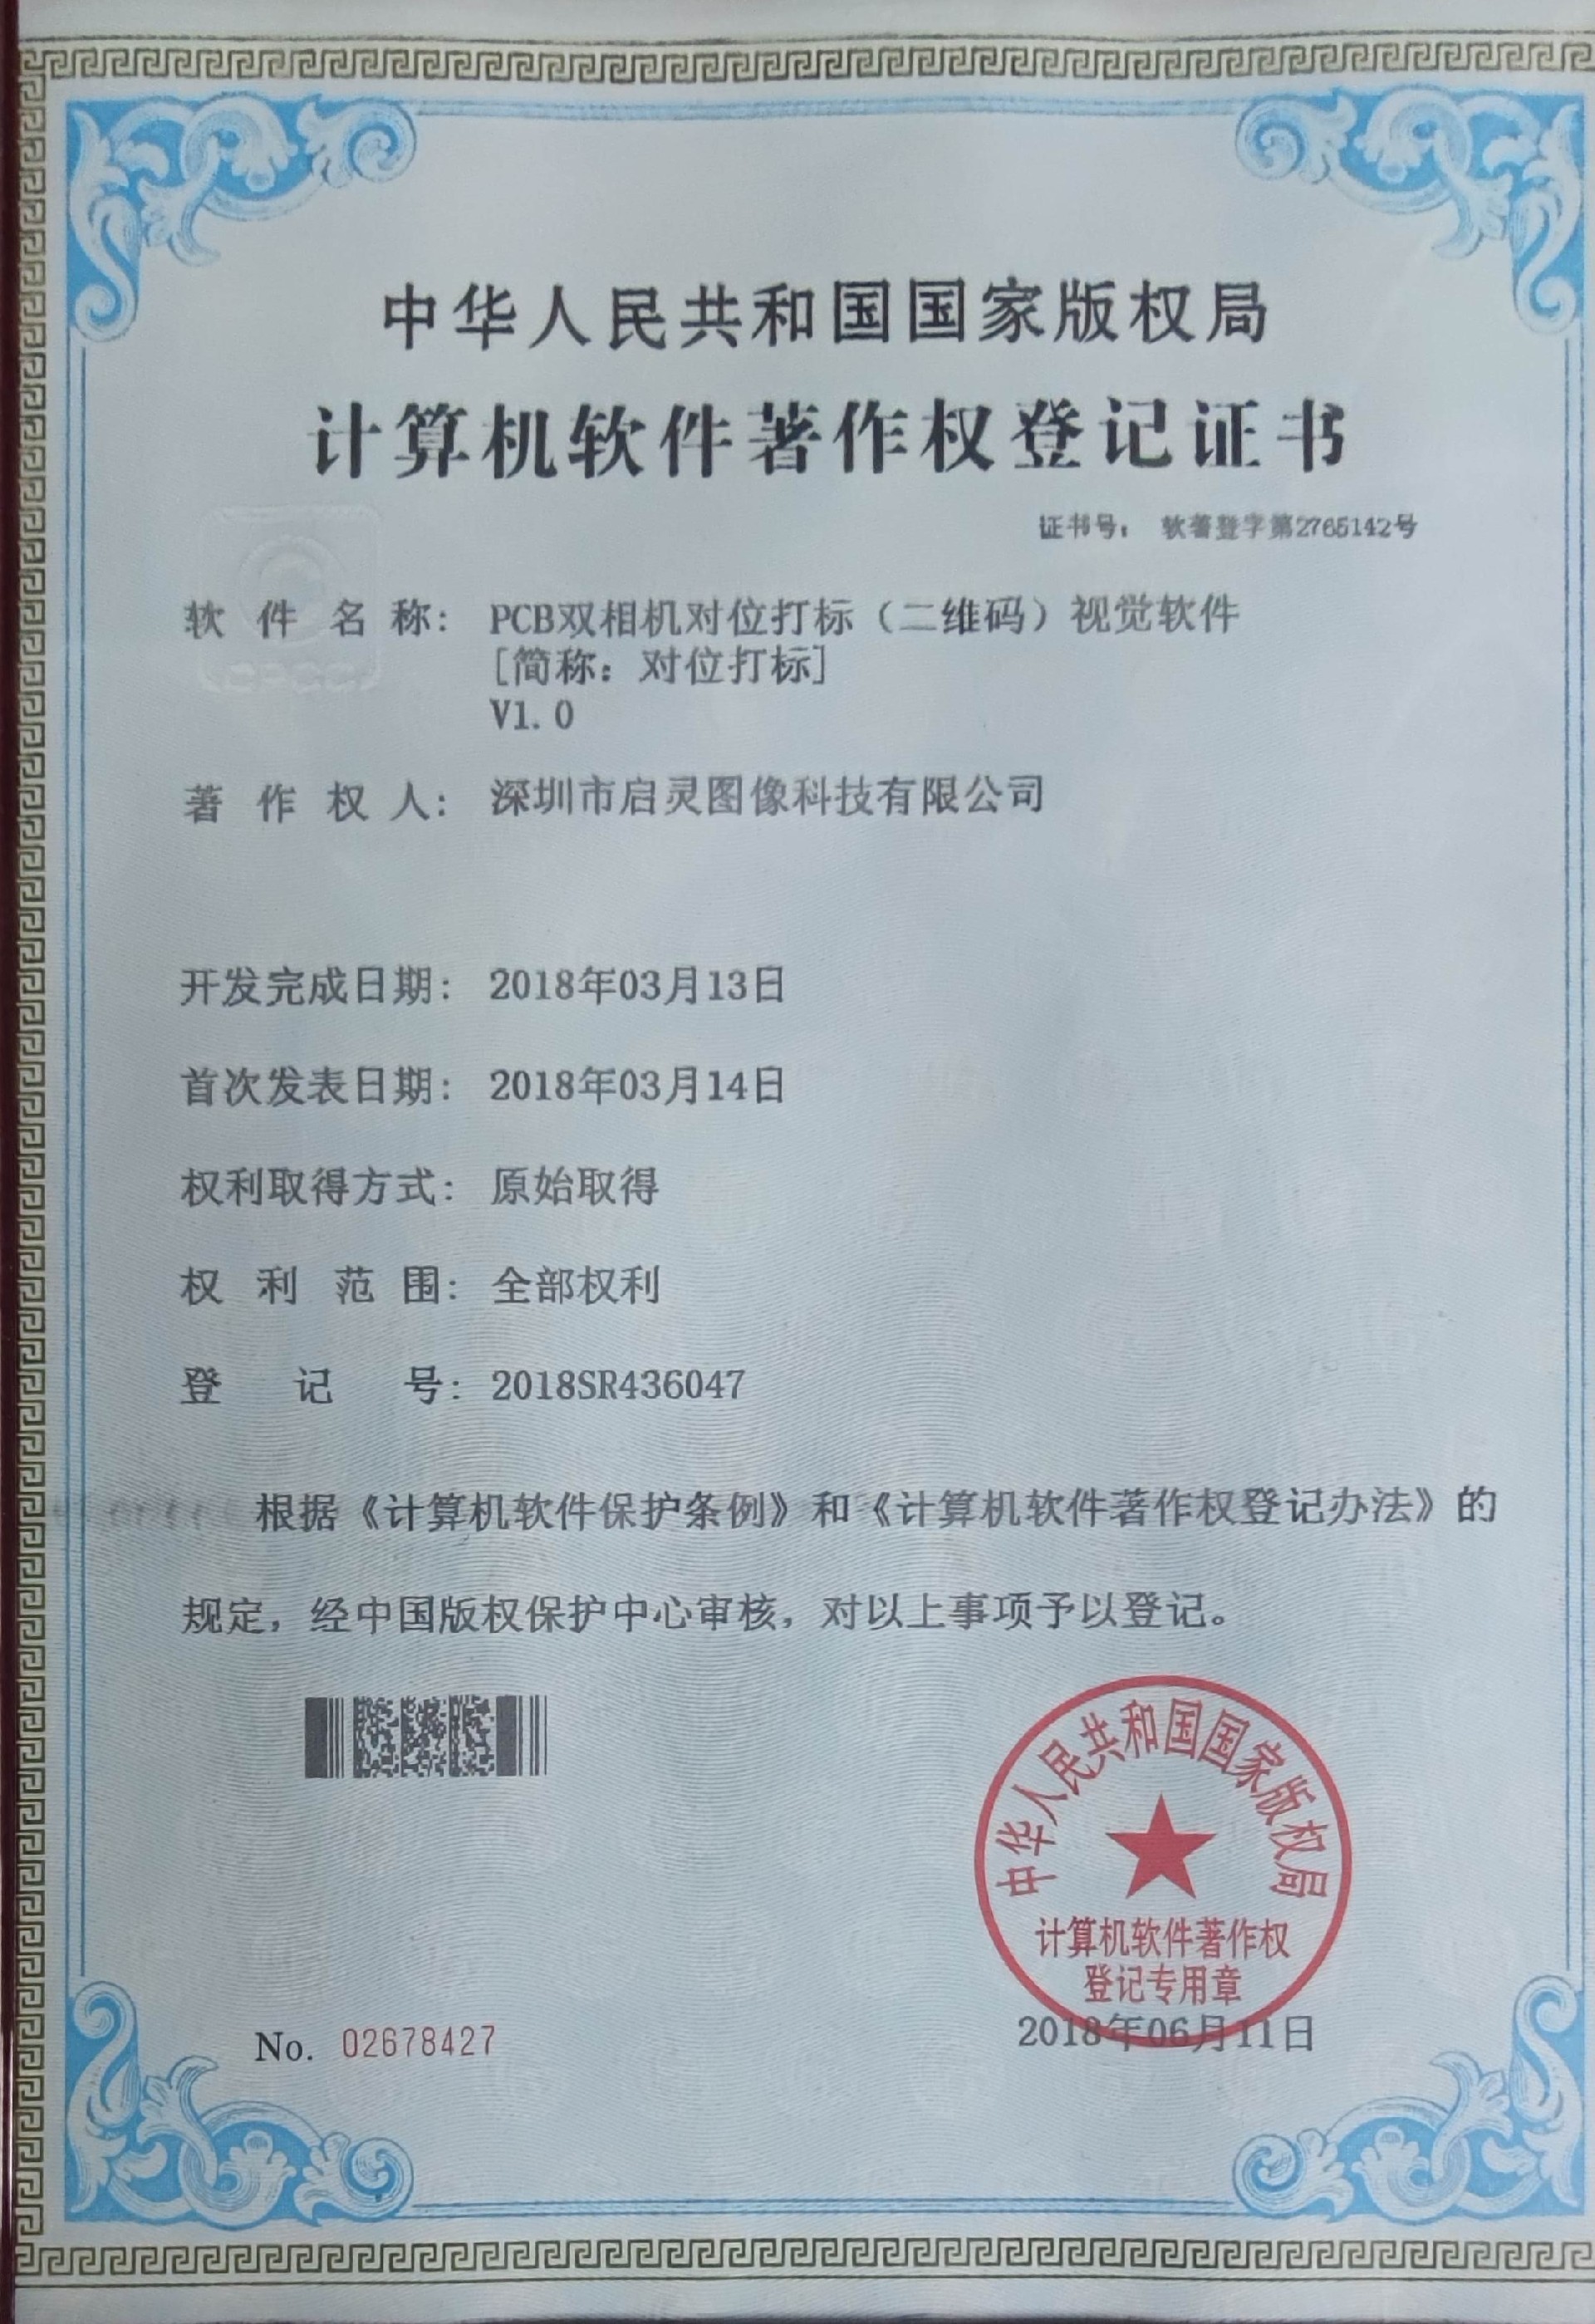 中华人民共和国国家版权局
计算机软件著作权登记证书
证书号： 软著登字第2765142号
软件名称： PCB双相机对位打标（二维码）视觉软件
[简称：对位打标]
V1.0
著作权人： 深圳市启灵图像科技有限公司
开发完成日期： 2018年03月13日
首次发表日期： 2018年03月14日
权利取得方式： 原始取得
权利范围： 全部权利
登记号： 2018SR436047
根据《计算机软件保护条例》和《计算机软件著作权登记办法》的
规定，经中国版权保护中心审核，对以上事项予以登记。
中华人民共和国国家版权局
计算机软件著作权
登记专用章
No. 02678427
2018年06月11日
CPCC